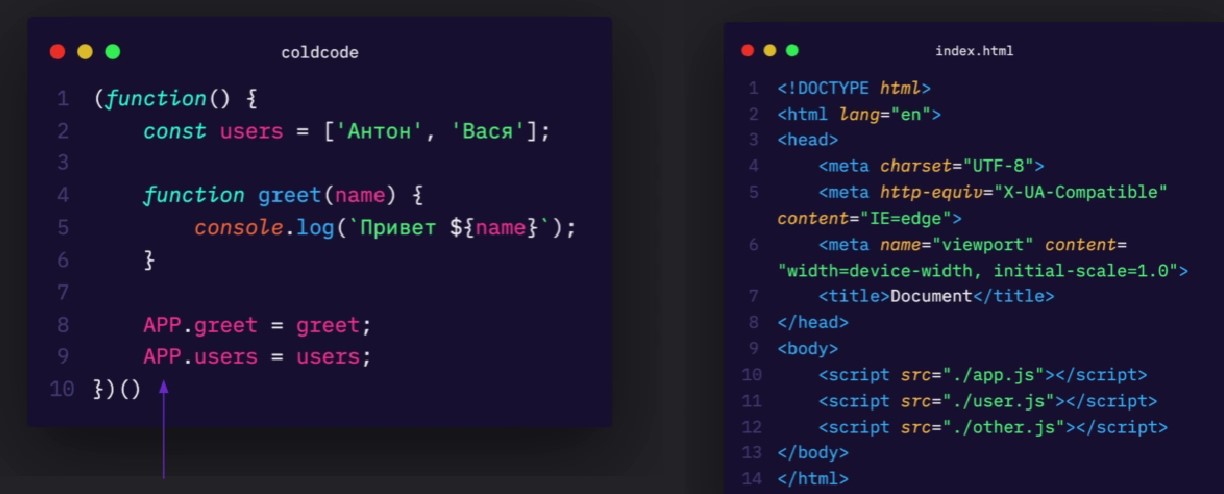 coldcode
1 (function() {
2 const users = ['Антон', 'Вася'];
3
4 function greet(name) {
5 console.log(`Привет ${name}`);
6 }
7
8 APP.greet = greet;
9 APP.users = users;
10 })()
index.html
1 <!DOCTYPE html>
2 <html lang="en">
3 <head>
4 <meta charset="UTF-8">
5 <meta http-equiv="X-UA-Compatible"
content="IE=edge">
6 <meta name="viewport" content=
"width=device-width, initial-scale=1.0">
7 <title>Document</title>
8 </head>
9 <body>
10 <script src="./app.js"></script>
11 <script src="./user.js"></script>
12 <script src="./other.js"></script>
13 </body>
14 </html>